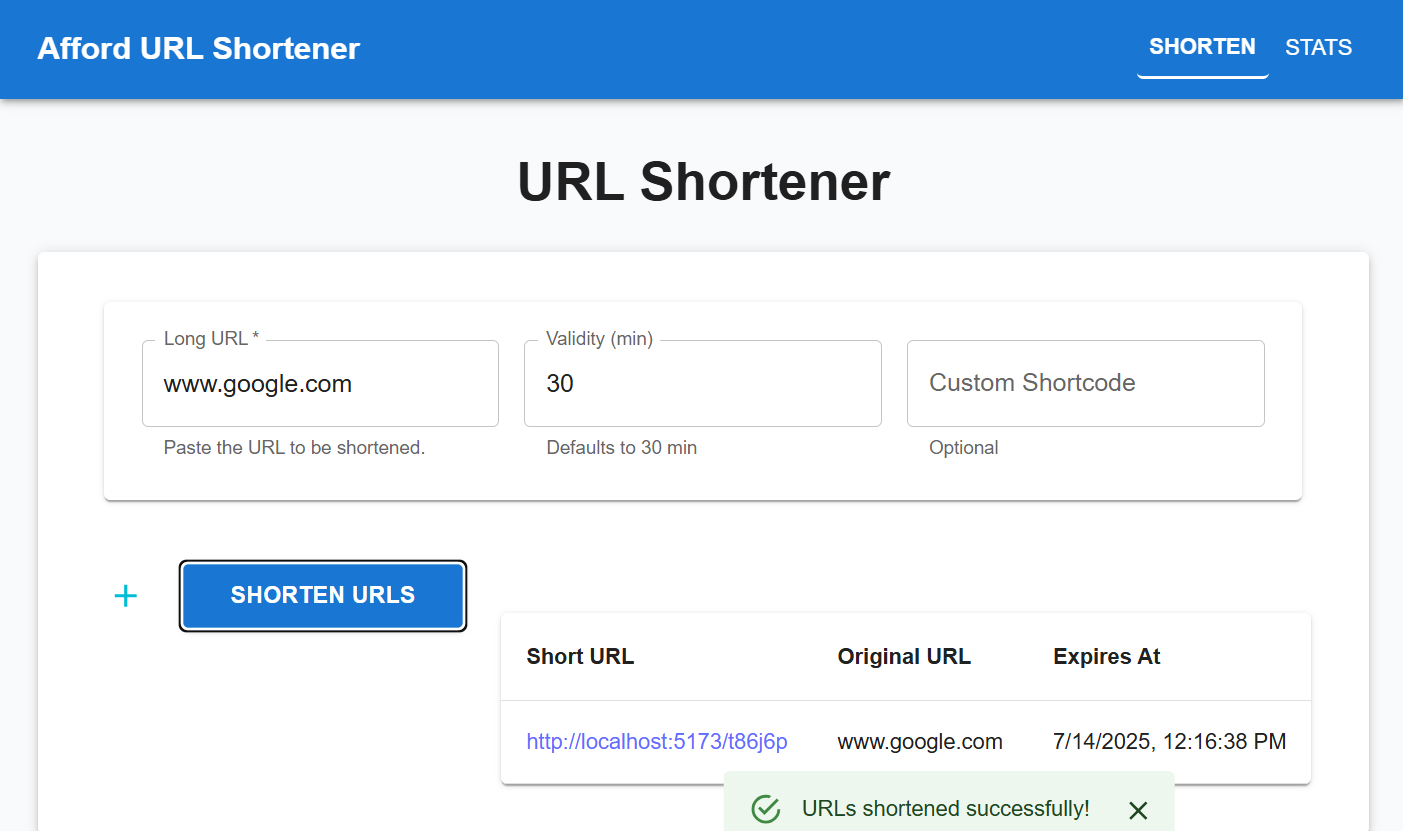 Afford URL Shortener
SHORTEN STATS
URL Shortener
Long URL * Validity (min)
www.google.com 30 Custom Shortcode
Paste the URL to be shortened. Defaults to 30 min Optional
+ SHORTEN URLS
Short URL Original URL Expires At
http://localhost:5173/t86j6p www.google.com 7/14/2025, 12:16:38 PM
URLs shortened successfully!